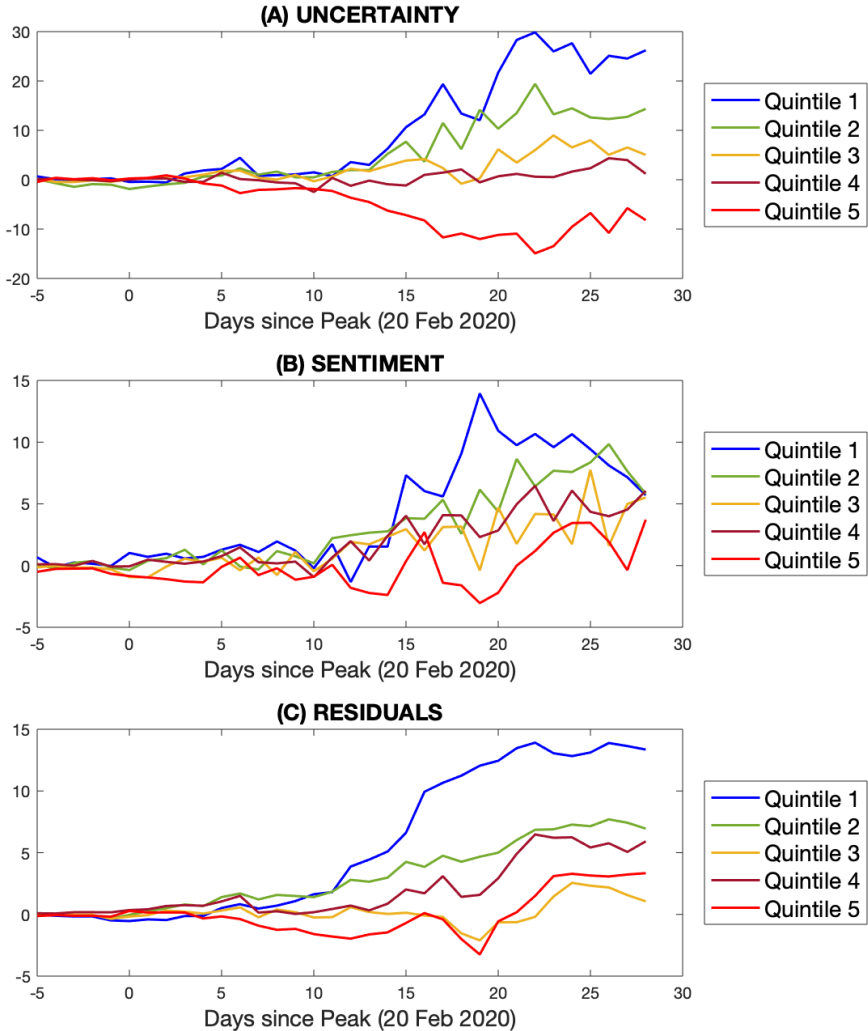 (A) UNCERTAINTY
30
20
10
0
-10
-20
-5
0
5
10
15
20
25
30
Days since Peak (20 Feb 2020)
Quintile 1
Quintile 2
Quintile 3
Quintile 4
Quintile 5
(B) SENTIMENT
15
10
5
0
-5
-5
0
5
10
15
20
25
30
Days since Peak (20 Feb 2020)
Quintile 1
Quintile 2
Quintile 3
Quintile 4
Quintile 5
(C) RESIDUALS
15
10
5
0
-5
-5
0
5
10
15
20
25
30
Days since Peak (20 Feb 2020)
Quintile 1
Quintile 2
Quintile 3
Quintile 4
Quintile 5